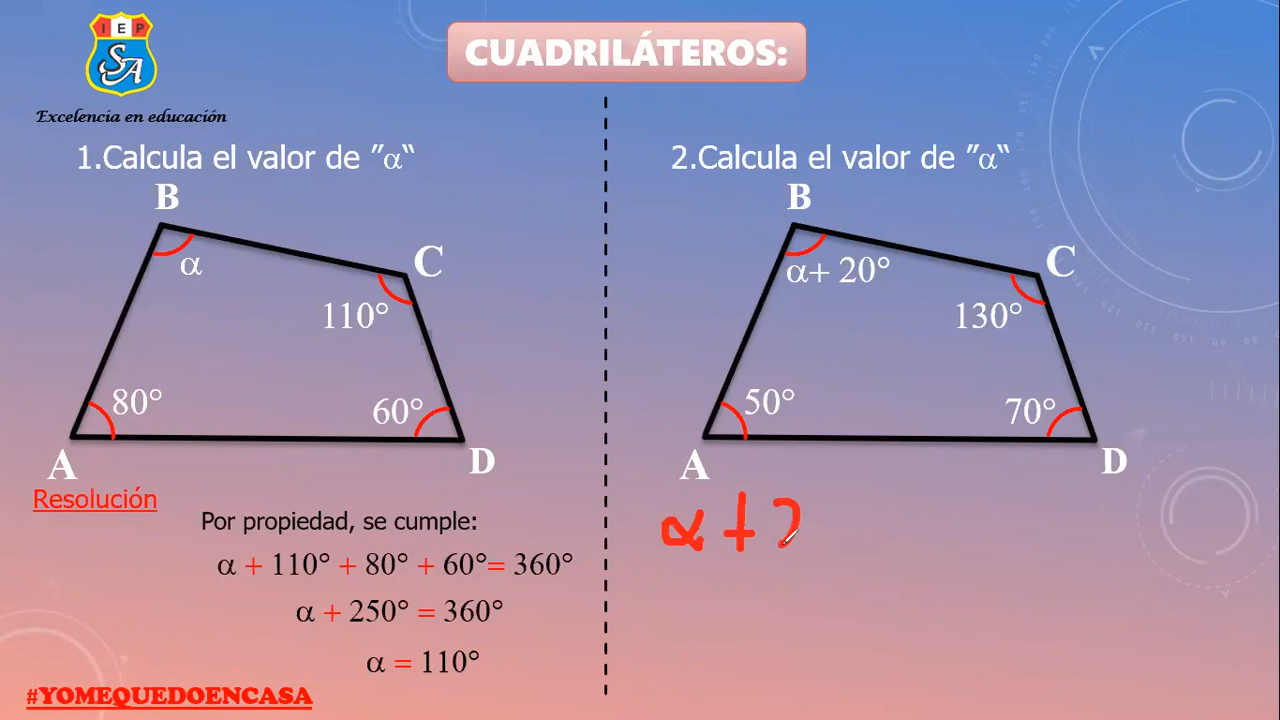 I E P
SA
Excelencia en educación
CUADRILÁTEROS:
1.Calcula el valor de ”α“
B
α
C
110°
80°
60°
A
D
Resolución
Por propiedad, se cumple:
α + 110° + 80° + 60°= 360°
α + 250° = 360°
α = 110°
#YOMEQUEDOENCASA
2.Calcula el valor de ”α“
B
α+ 20°
C
130°
50°
70°
A
D
α + 2